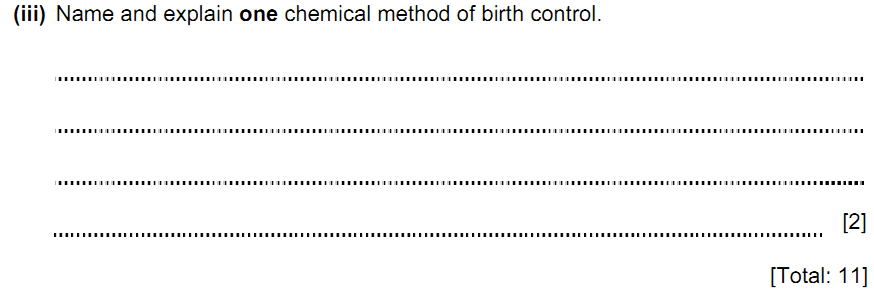 (iii) Name and explain one chemical method of birth control.
[2]
[Total: 11]